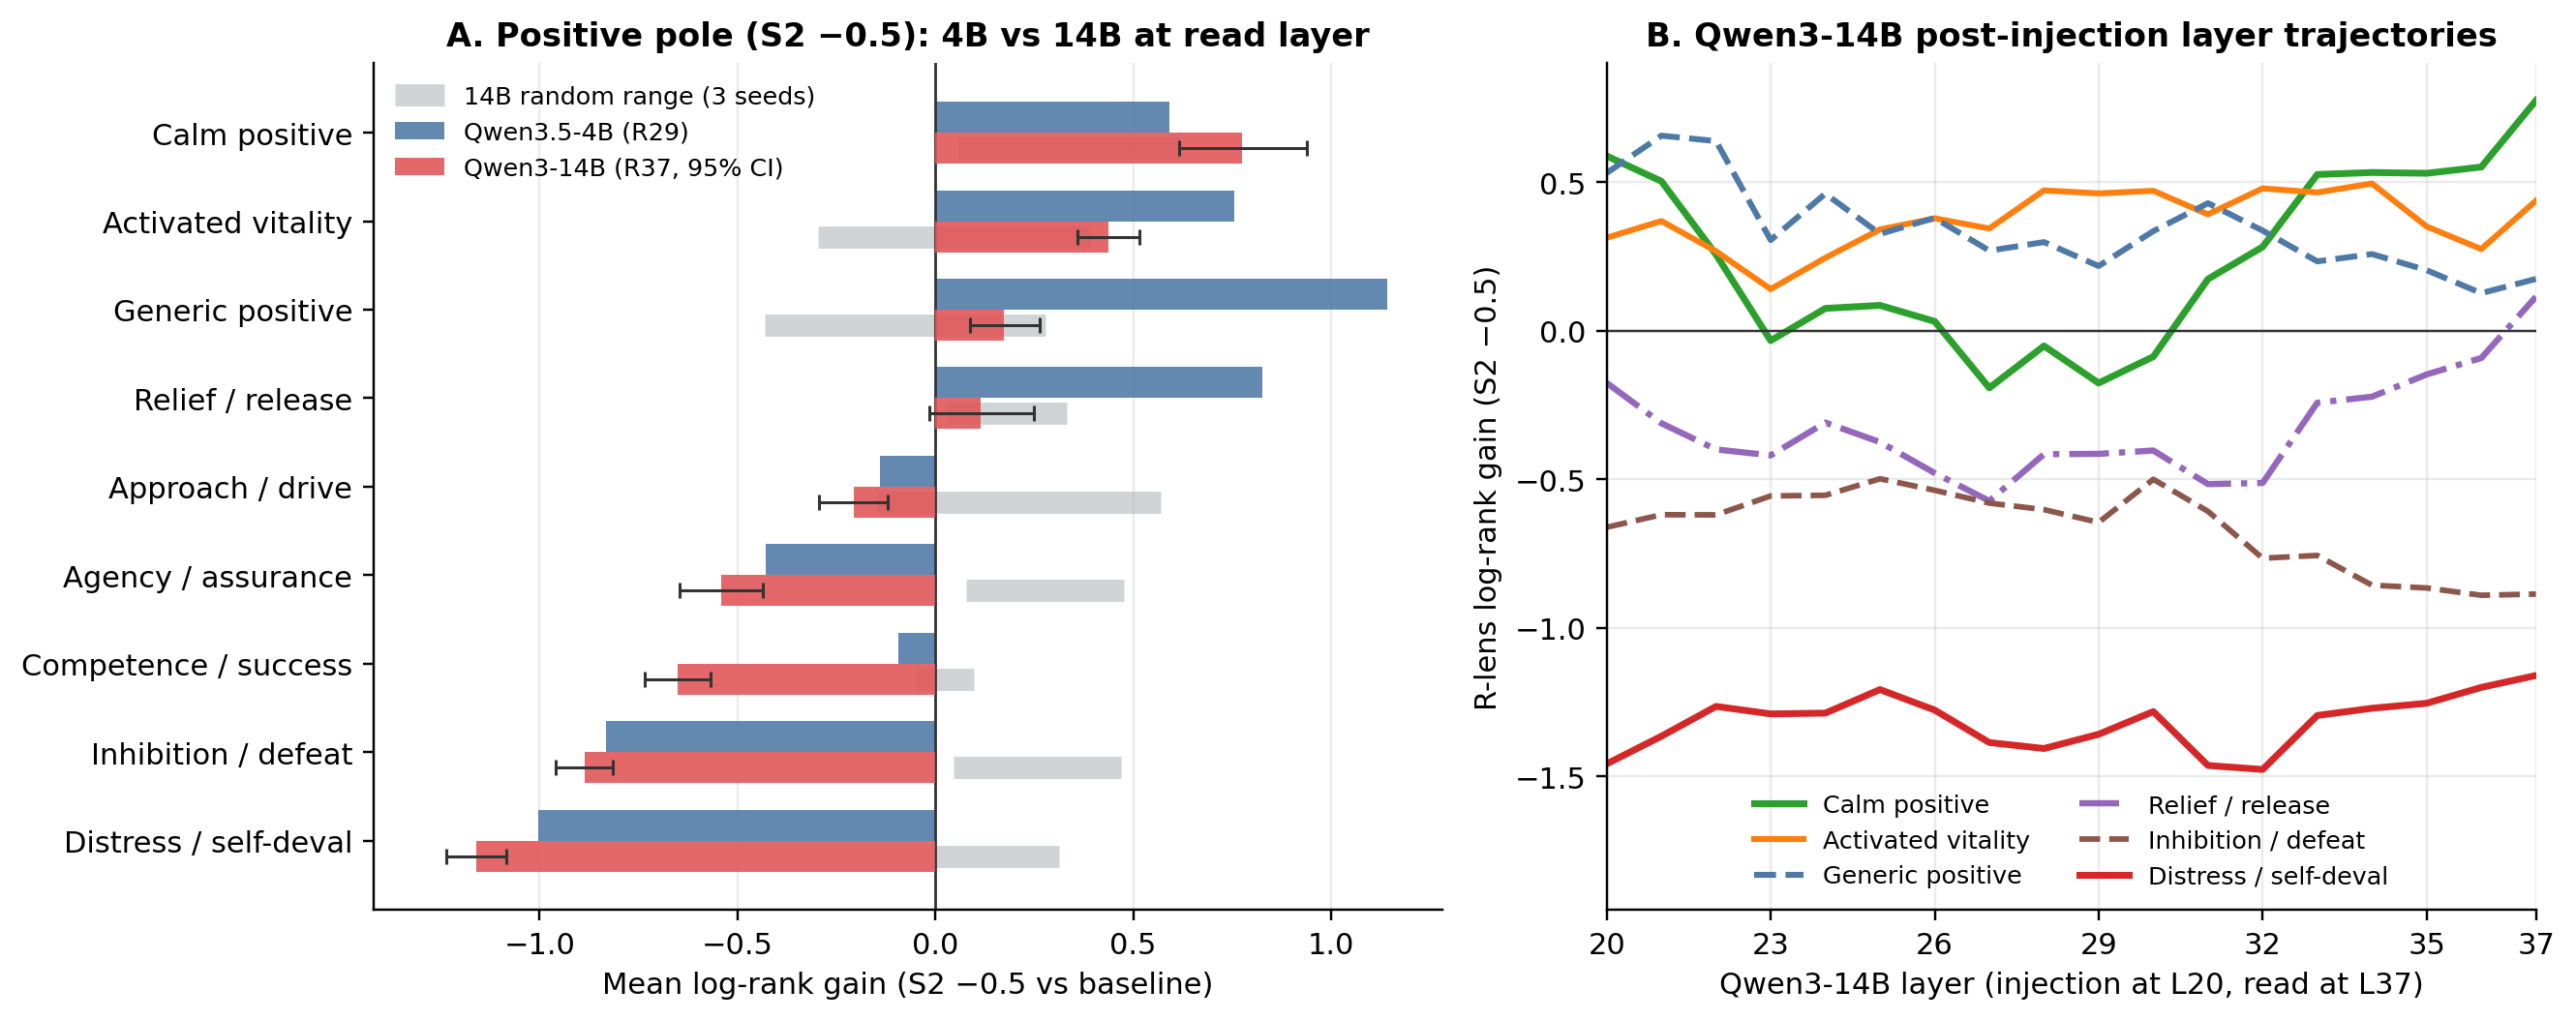 A. Positive pole (S2 −0.5): 4B vs 14B at read layer
14B random range (3 seeds)
Qwen3.5-4B (R29)
Qwen3-14B (R37, 95% CI)
Calm positive
Activated vitality
Generic positive
Relief / release
Approach / drive
Agency / assurance
Competence / success
Inhibition / defeat
Distress / self-deval
−1.0 −0.5 0.0 0.5 1.0
Mean log-rank gain (S2 −0.5 vs baseline)
B. Qwen3-14B post-injection layer trajectories
R-lens log-rank gain (S2 −0.5)
0.5
0.0
−0.5
−1.0
−1.5
Calm positive
Activated vitality
Generic positive
Relief / release
Inhibition / defeat
Distress / self-deval
20 23 26 29 32 35 37
Qwen3-14B layer (injection at L20, read at L37)